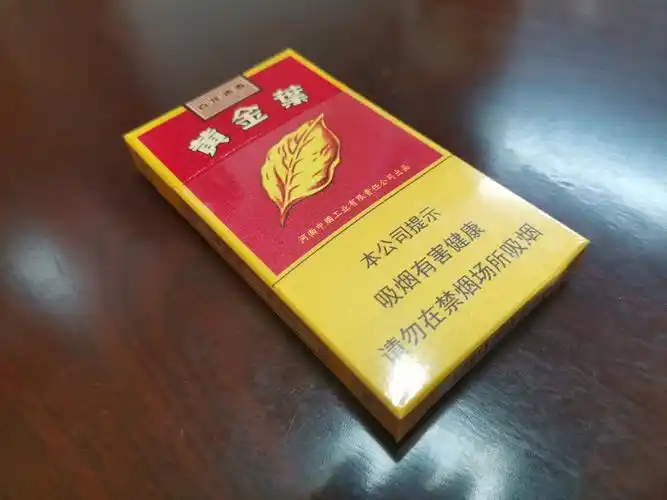 黄金叶
河南中烟工业有限责任公司出品
本公司提示
吸烟有害健康
请勿在禁烟场所吸烟